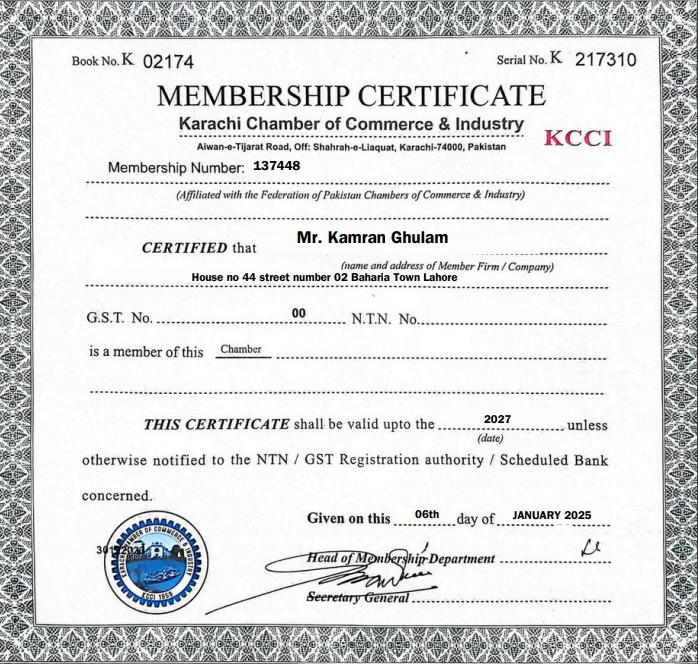 Book No. K 02174
Serial No. K 217310
MEMBERSHIP CERTIFICATE
Karachi Chamber of Commerce & Industry
KCCI
Aiwan-e-Tijarat Road, Off: Shahrah-e-Liaquat, Karachi-74000, Pakistan
Membership Number: 137448
(Affiliated with the Federation of Pakistan Chambers of Commerce & Industry)
CERTIFIED that Mr. Kamran Ghulam
(name and address of Member Firm / Company)
House no 44 street number 02 Baharia Town Lahore
G.S.T. No. 00 N.T.N. No.
is a member of this Chamber
THIS CERTIFICATE shall be valid upto the 2027 unless
(date)
otherwise notified to the NTN / GST Registration authority / Scheduled Bank
concerned.
Given on this 06th day of JANUARY 2025
KARACHI CHAMBER OF COMMERCE & INDUSTRY
KCCI 1959
Head of Membership Department
Secretary General